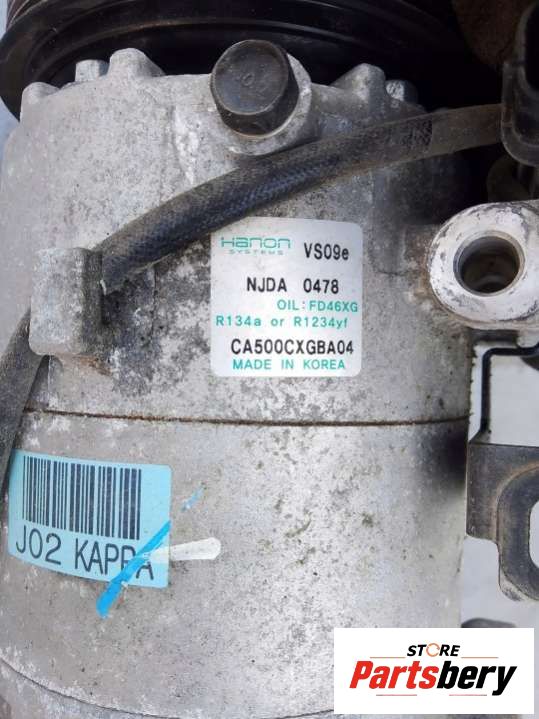 Hanon
SYSTEMS
VS09e
NJDA 0478
OIL:FD46XG
R134a or R1234yf
CA500CXGBA04
MADE IN KOREA
J02 KAPPA
STORE
Partsbery